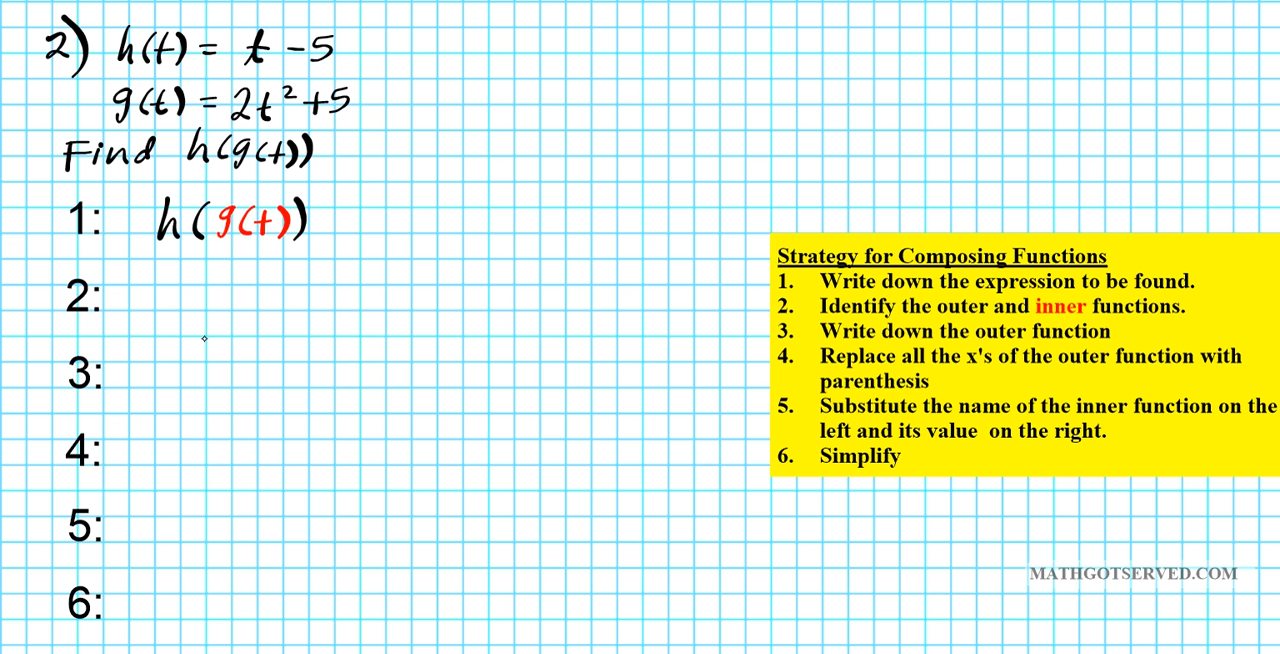 2) h(t) = t - 5
g(t) = 2t² + 5
Find h(g(t))
1: h(g(t))
2:
3:
4:
5:
6:
Strategy for Composing Functions
1. Write down the expression to be found.
2. Identify the outer and inner functions.
3. Write down the outer function
4. Replace all the x's of the outer function with
parenthesis
5. Substitute the name of the inner function on the
left and its value on the right.
6. Simplify
MATHGOTSERVED.COM